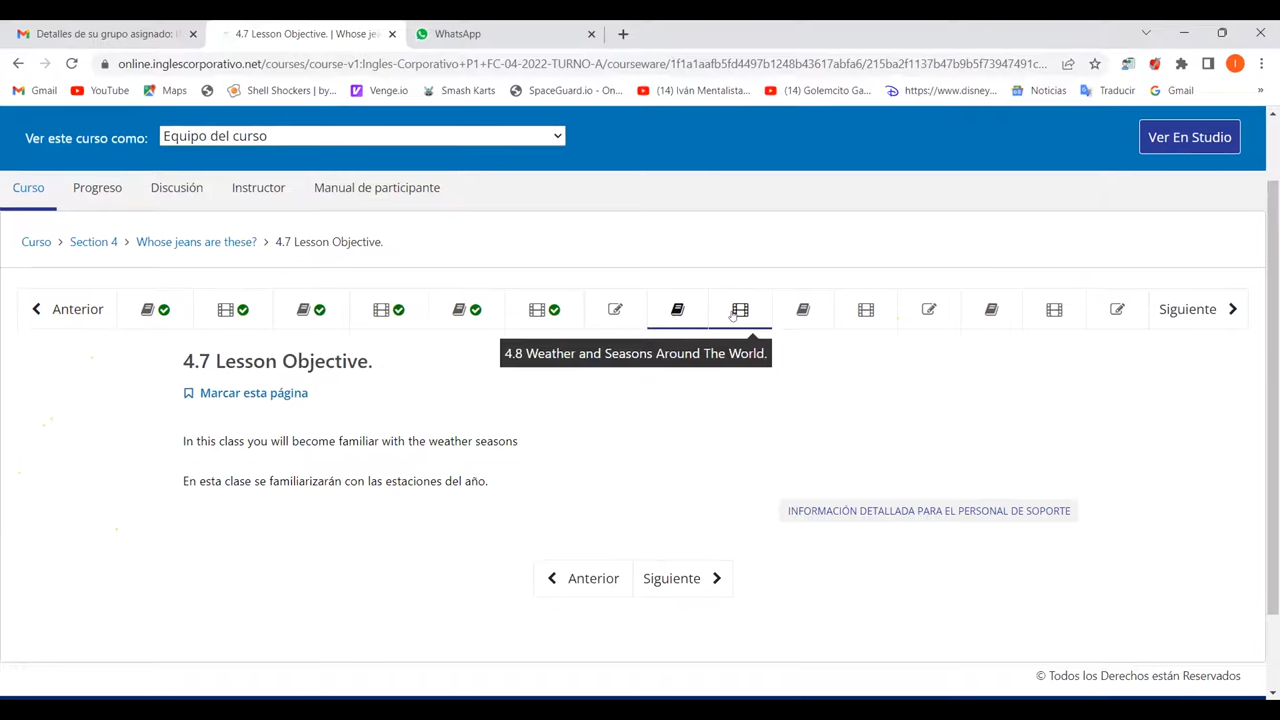 Detalles de su grupo asignado:
4.7 Lesson Objective. | Whose je
WhatsApp
online.inglescorporativo.net/courses/course-v1:Ingles-Corporativo+P1+FC-04-2022-TURNO-A/courseware/1f1a1aafb5fd4497b1248b43617abfa6/215ba2f1137b47b9b5f73947491c...
Gmail
YouTube
Maps
Shell Shockers | by...
Venge.io
Smash Karts
SpaceGuard.io - On...
(14) Iván Mentalista...
(14) Golemcito Ga...
https://www.disney...
Noticias
Traducir
Gmail
Ver este curso como:
Equipo del curso
Ver En Studio
Curso
Progreso
Discusión
Instructor
Manual de participante
Curso > Section 4 > Whose jeans are these? > 4.7 Lesson Objective.
Anterior
Siguiente
4.8 Weather and Seasons Around The World.
4.7 Lesson Objective.
Marcar esta página
In this class you will become familiar with the weather seasons
En esta clase se familiarizarán con las estaciones del año.
INFORMACIÓN DETALLADA PARA EL PERSONAL DE SOPORTE
Anterior
Siguiente
© Todos los Derechos están Reservados